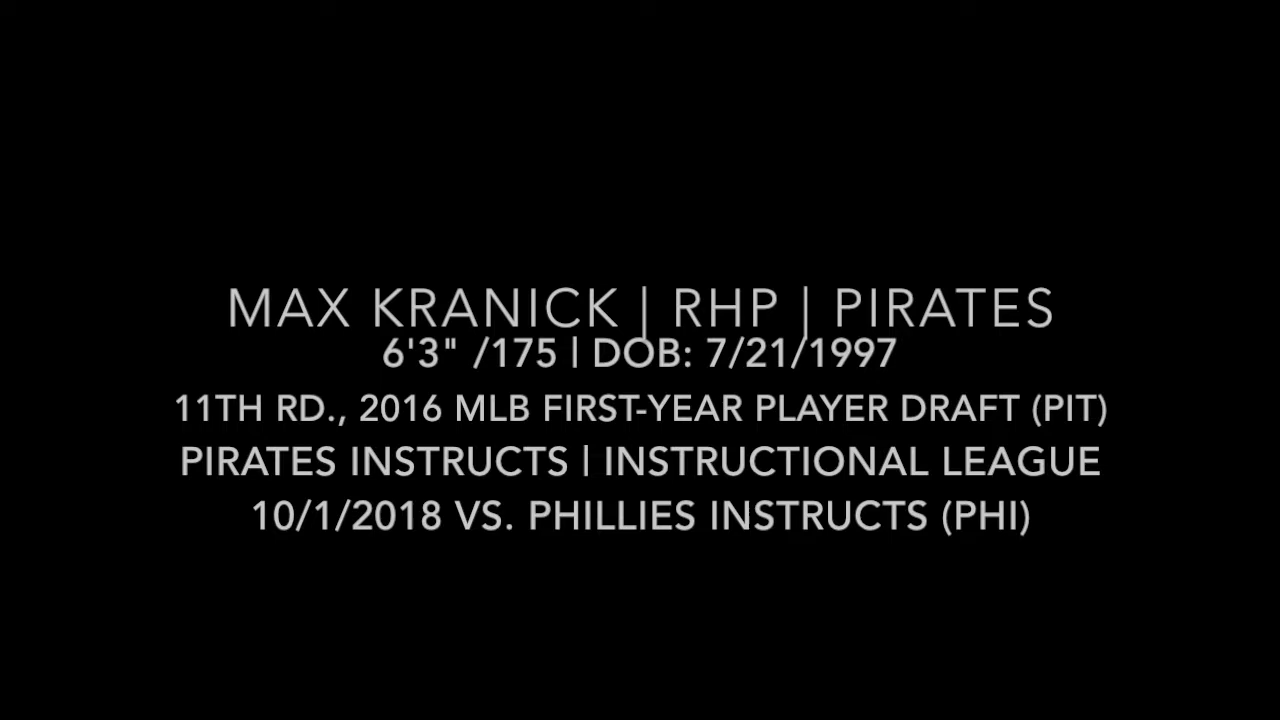 MAX KRANICK | RHP | PIRATES
6'3" /175 | DOB: 7/21/1997
11TH RD., 2016 MLB FIRST-YEAR PLAYER DRAFT (PIT)
PIRATES INSTRUCTS | INSTRUCTIONAL LEAGUE
10/1/2018 VS. PHILLIES INSTRUCTS (PHI)